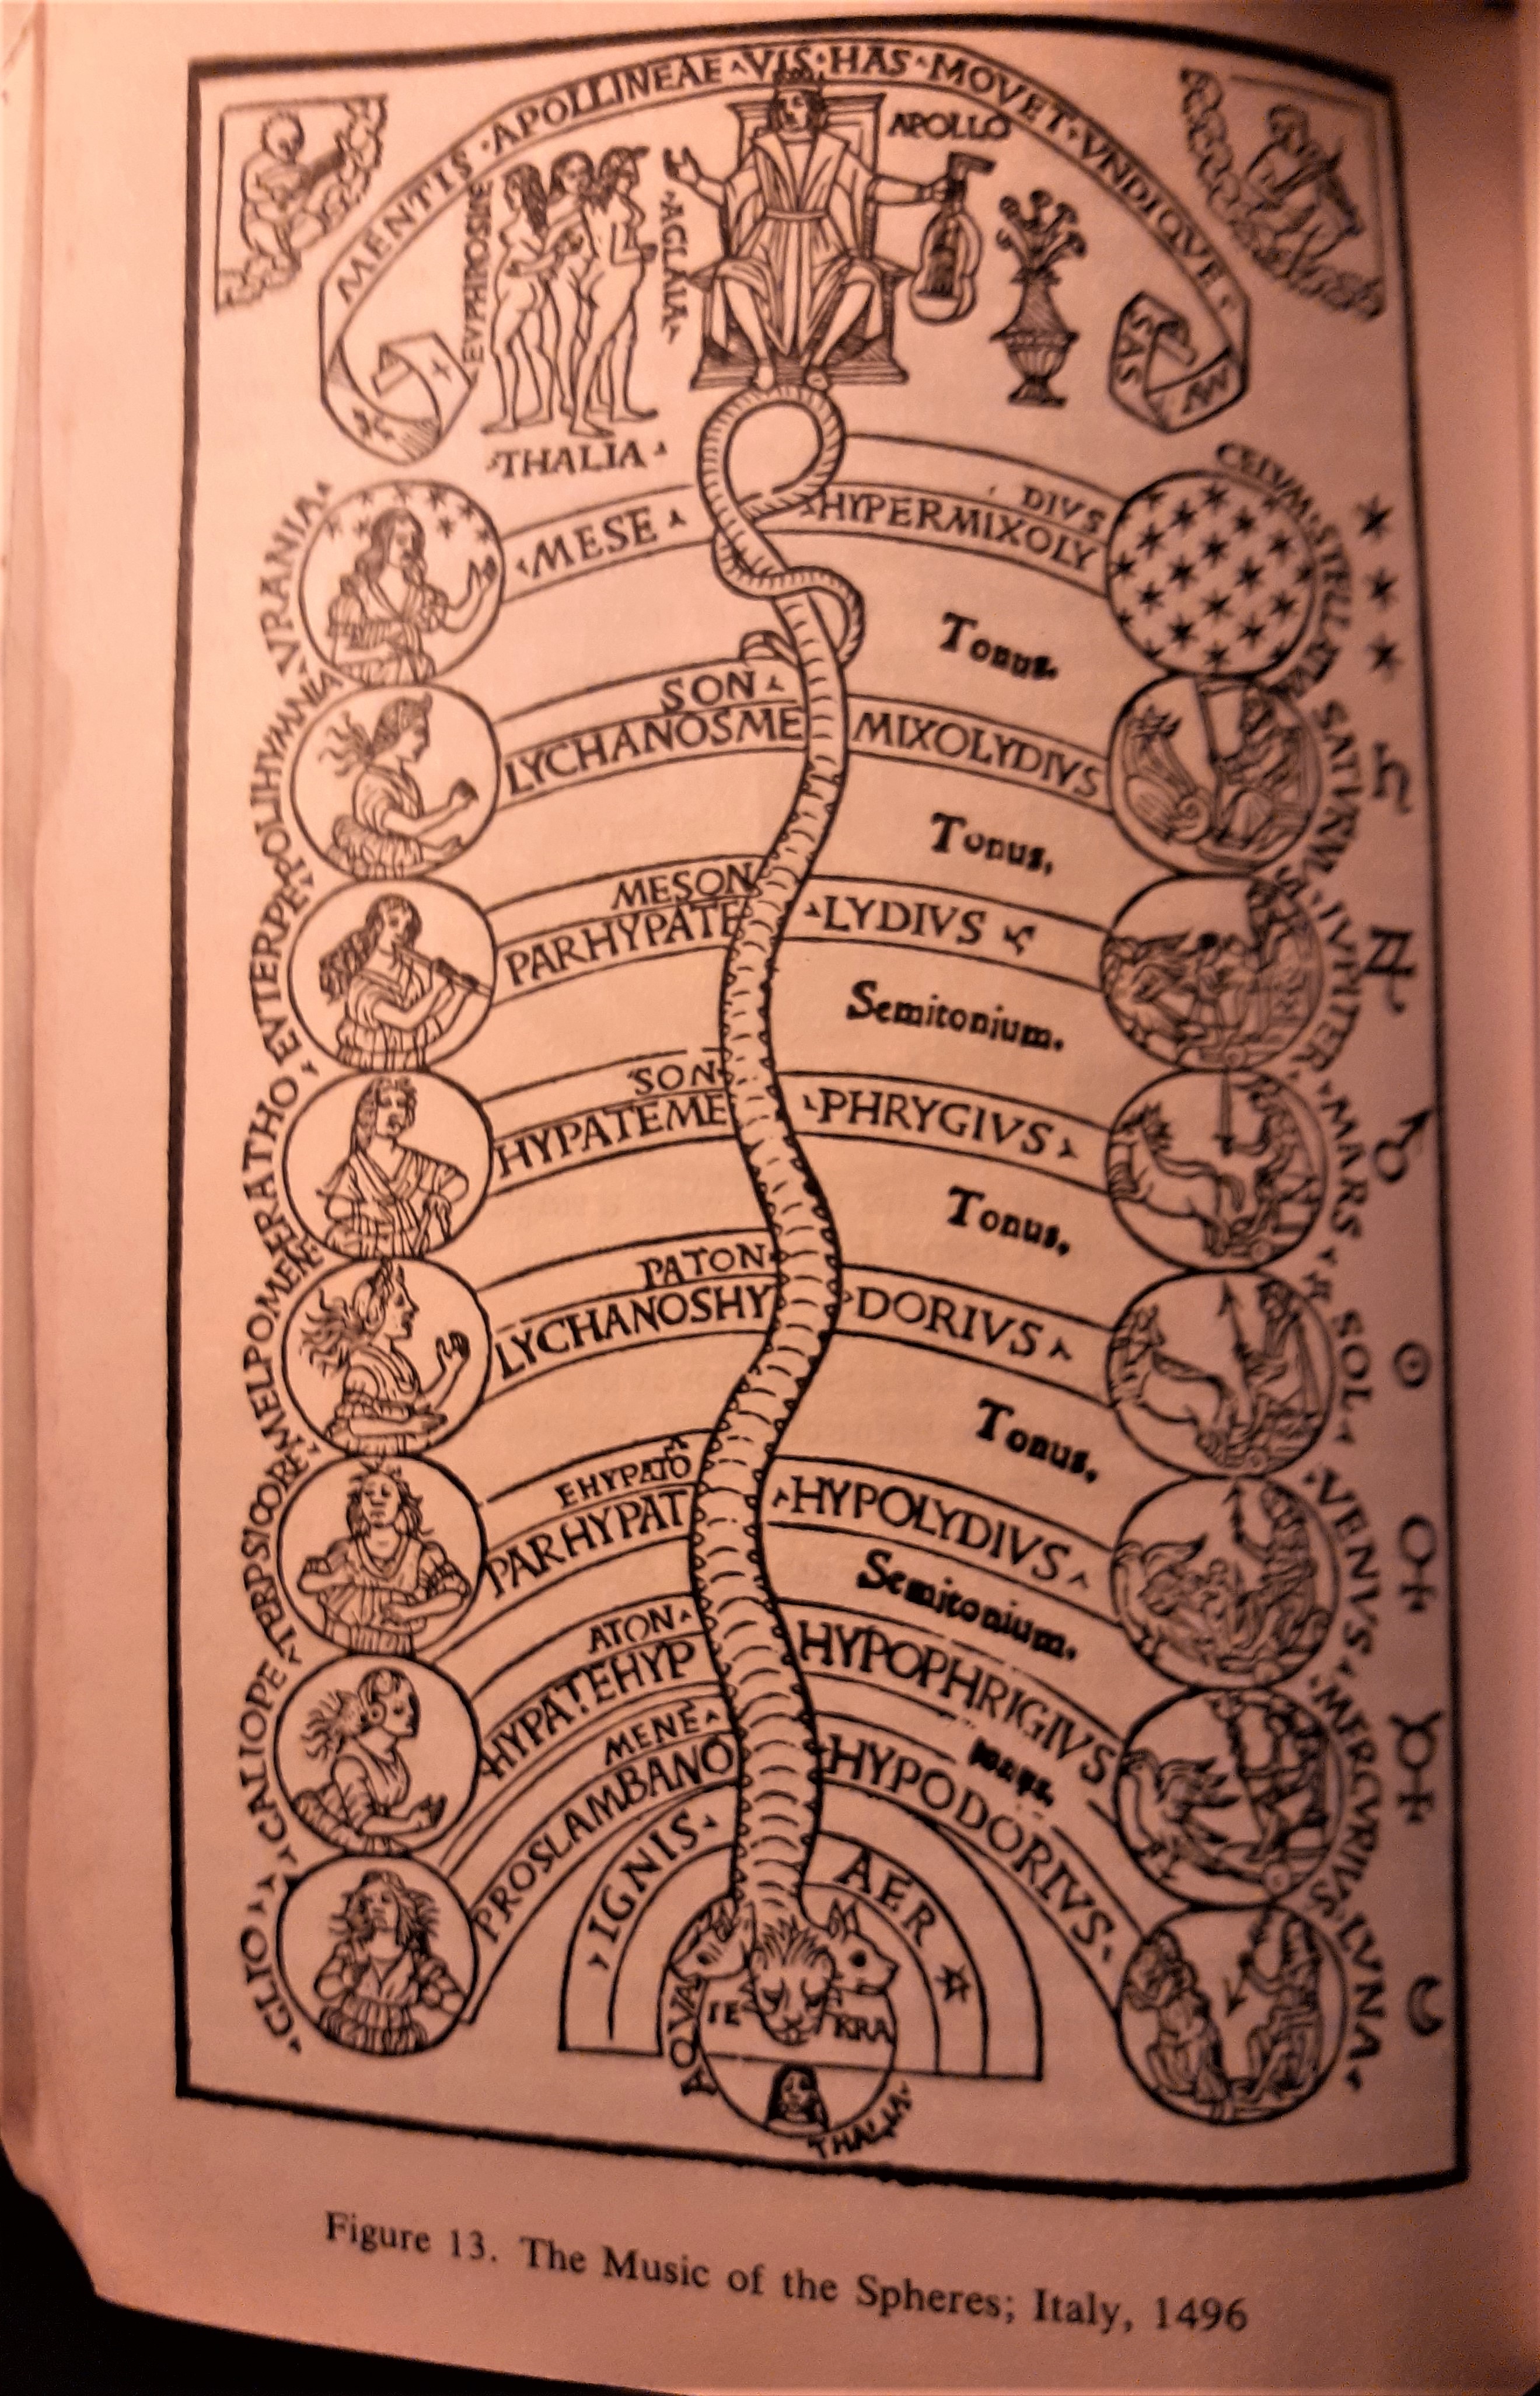 MENTIS · APOLLINEAE · VIS · HAS · MOVET · VNDIQVE ·
MV
SAS
APOLLO
EVPHROSINE
· AGLAIA ·
· THALIA ·
VRANIA ·
· MESE ·
DIVS
HYPERMIXOLY
CELVM · STELLATV
Tonus.
POLIHYMNIA
SON ·
LYCHANOSME
MIXOLYDIVS
SATVRNVS
♄
Tonus,
EVTERPE ·
MESON
PARHYPATE
· LYDIVS
IVPITER ·
♃
Semitonium.
ERATHO
SON
HYPATEME
· PHRYGIVS ·
· MARS ·
♂
Tonus,
MELPOMENE
PATON
LYCHANOSHY
DORIVS ·
SOL ·
☉
Tonus,
TERPSICORE ·
EHYPATO
PARHYPAT
· HYPOLYDIVS ·
· VENVS ·
♀
Semitonium.
CALIOPE
ATON ·
HYPATEHYP
HYPOPHRIGIVS
· MERCVRIVS
☿
tonus.
· CLIO ·
MENE ·
PROSLAMBANO
HYPODORIVS ·
LVNA ·
☾
· IGNIS ·
AER
AQVA
TE
RRA
THALIA ·
Figure 13. The Music of the Spheres; Italy, 1496